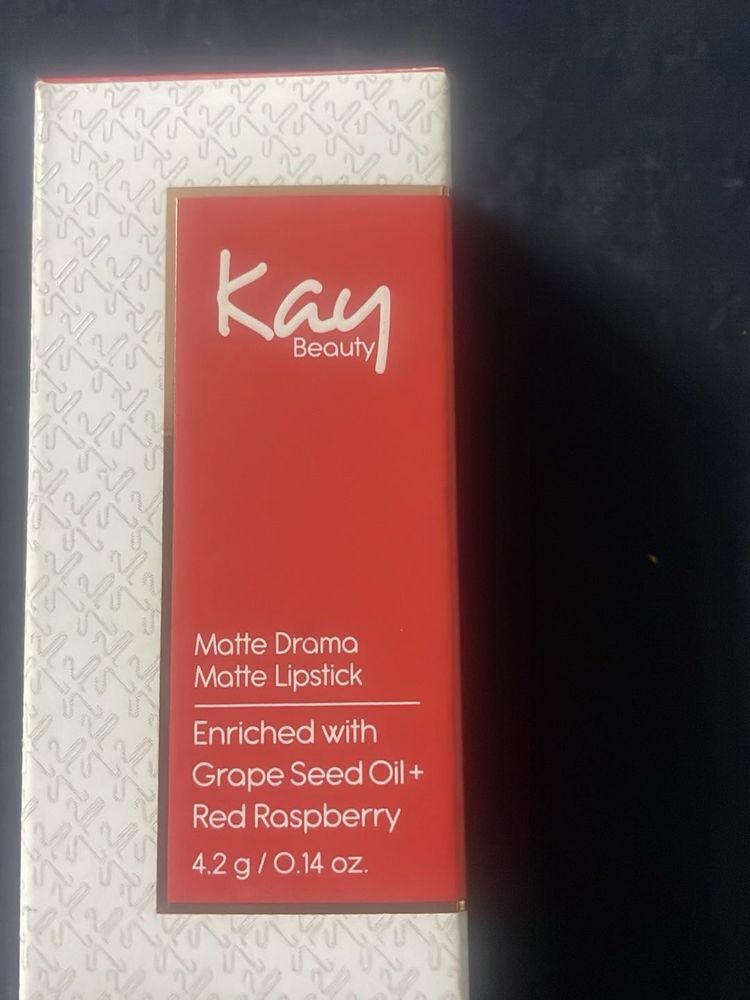 Kay
Beauty
Matte Drama
Matte Lipstick
Enriched with
Grape Seed Oil+
Red Raspberry
4.2 g / 0.14 oz.